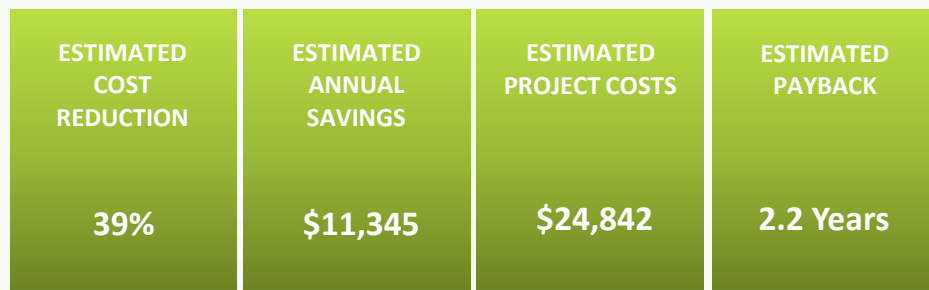 ESTIMATED
COST
REDUCTION
39%
ESTIMATED
ANNUAL
SAVINGS
$11,345
ESTIMATED
PROJECT COSTS
$24,842
ESTIMATED
PAYBACK
2.2 Years